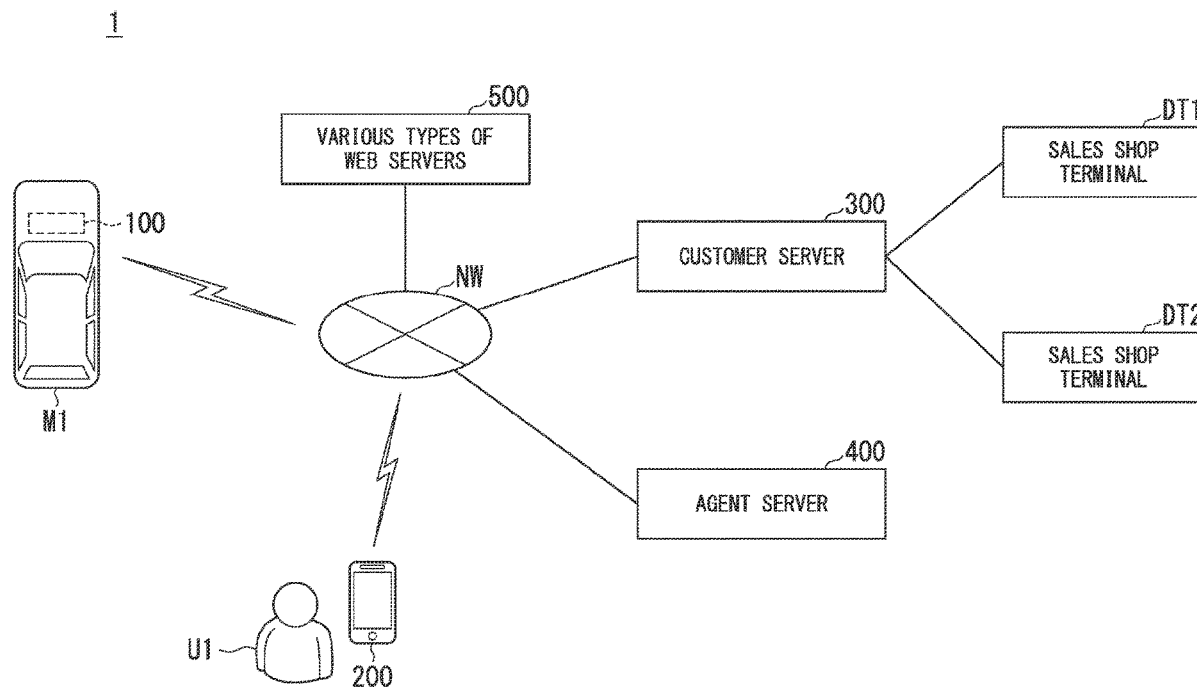 1
500
VARIOUS TYPES OF
WEB SERVERS
DT1
SALES SHOP
TERMINAL
100
300
CUSTOMER SERVER
NW
DT2
SALES SHOP
TERMINAL
M1
400
AGENT SERVER
U1
200